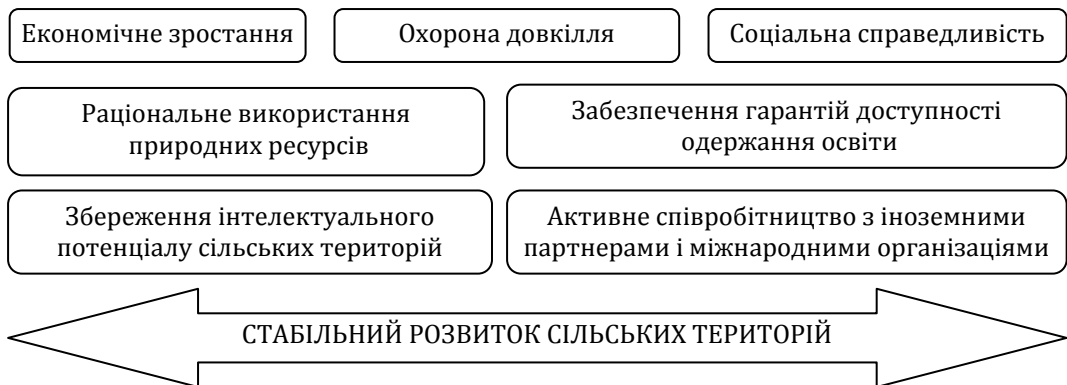 Економічне зростання
Охорона довкілля
Соціальна справедливість
Раціональне використання
природних ресурсів
Забезпечення гарантій доступності
одержання освіти
Збереження інтелектуального
потенціалу сільських територій
Активне співробітництво з іноземними
партнерами і міжнародними організаціями
СТАБІЛЬНИЙ РОЗВИТОК СІЛЬСЬКИХ ТЕРИТОРІЙ